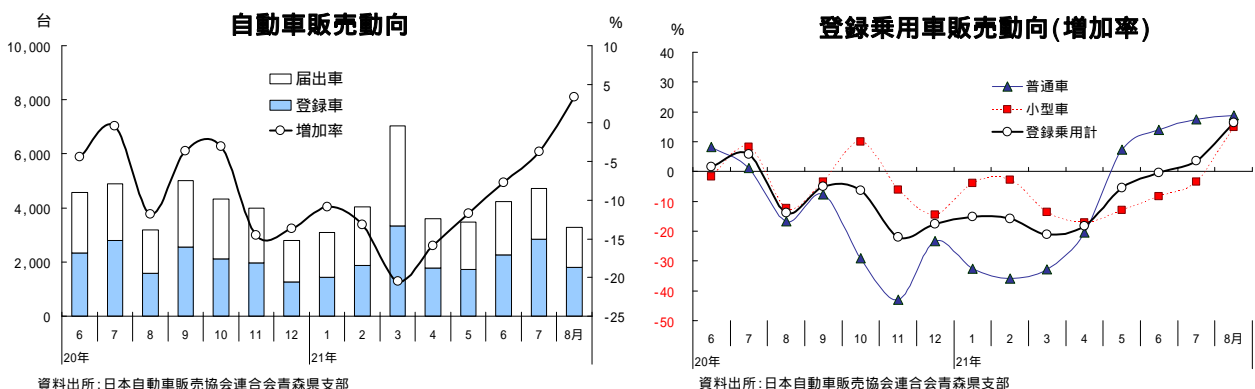 自動車販売動向
台
%
10,000
8,000
6,000
4,000
2,000
0
10
5
0
-5
-10
-15
-20
-25
届出車
登録車
増加率
6 7 8 9 10 11 12 1 2 3 4 5 6 7 8月
20年 21年
資料出所:日本自動車販売協会連合会青森県支部
登録乗用車販売動向(増加率)
%
40
30
20
10
0
-10
-20
-30
-40
-50
普通車
小型車
登録乗用計
6 7 8 9 10 11 12 1 2 3 4 5 6 7 8月
20年 21年
資料出所:日本自動車販売協会連合会青森県支部